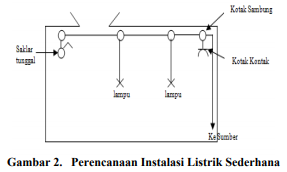 Kotak Sambung
Saklar
tunggal
Kotak Kontak
lampu
lampu
Ke Sumber
Gambar 2. Perencanaan Instalasi Listrik Sederhana